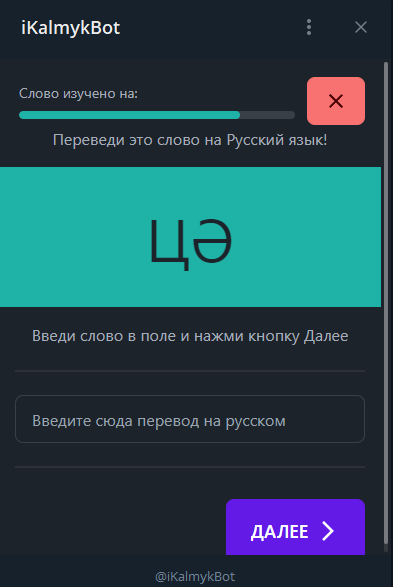 iKalmykBot
Слово изучено на:
Переведи это слово на Русский язык!
ЦӘ
Введи слово в поле и нажми кнопку Далее
Введите сюда перевод на русском
ДАЛЕЕ
@iKalmykBot